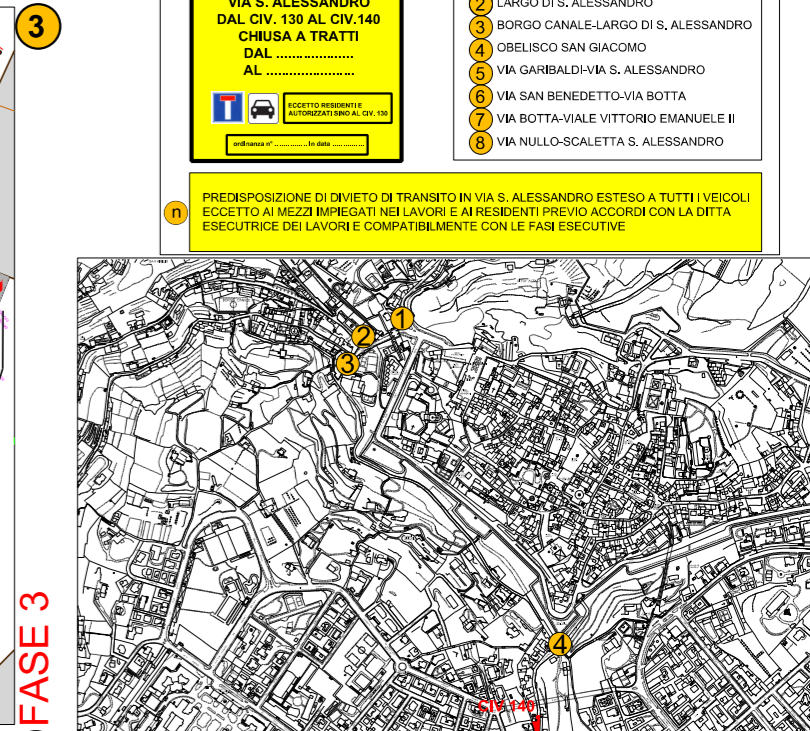 3
VIA S. ALESSANDRO
DAL CIV. 130 AL CIV.140
CHIUSA A TRATTI
DAL ...................
AL .....................
ECCETTO RESIDENTI E
AUTORIZZATI SINO AL CIV. 130
ordinanza n° .............. In data ..............
2 LARGO DI S. ALESSANDRO
3 BORGO CANALE-LARGO DI S. ALESSANDRO
4 OBELISCO SAN GIACOMO
5 VIA GARIBALDI-VIA S. ALESSANDRO
6 VIA SAN BENEDETTO-VIA BOTTA
7 VIA BOTTA-VIALE VITTORIO EMANUELE II
8 VIA NULLO-SCALETTA S. ALESSANDRO
n
PREDISPOSIZIONE DI DIVIETO DI TRANSITO IN VIA S. ALESSANDRO ESTESO A TUTTI I VEICOLI
ECCETTO AI MEZZI IMPIEGATI NEI LAVORI E AI RESIDENTI PREVIO ACCORDI CON LA DITTA
ESECUTRICE DEI LAVORI E COMPATIBILMENTE CON LE FASI ESECUTIVE
1
2
3
4
CIV 140
FASE 3